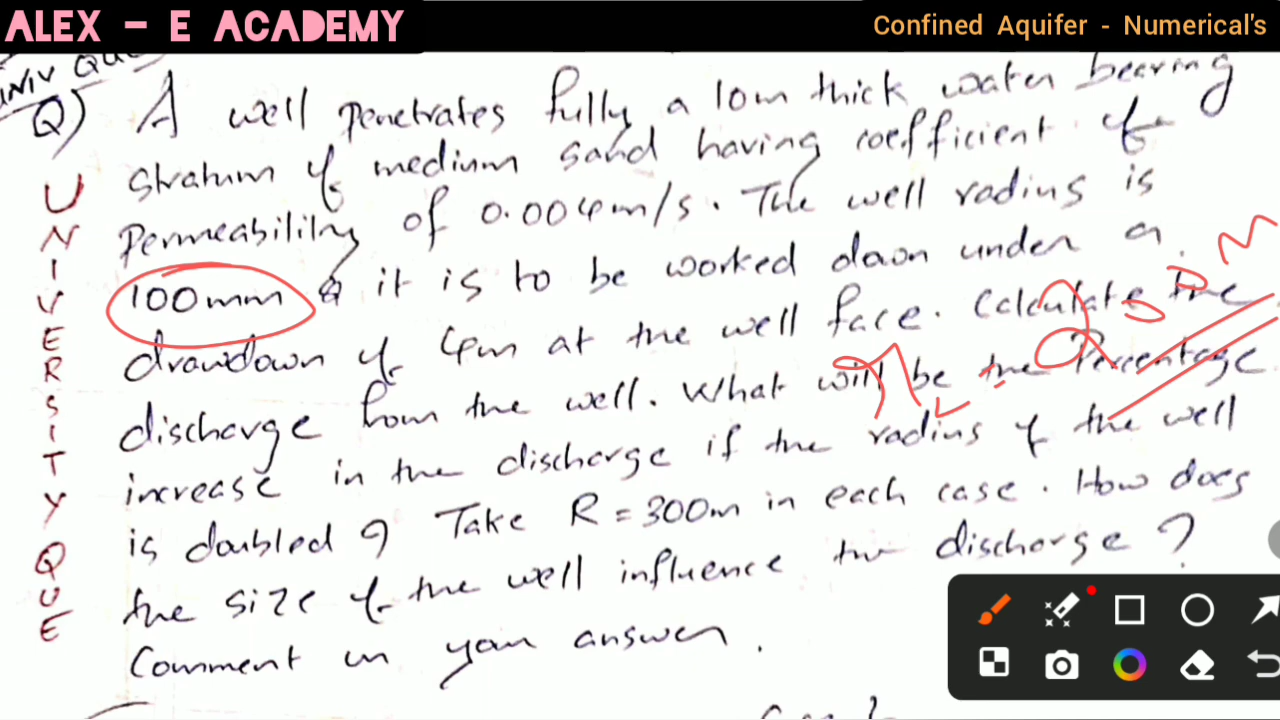 ALEX - E ACADEMY
Confined Aquifer - Numerical's
UNIV QUE
Q) A well penetrates fully a 10m thick water bearing
stratum of medium sand having coefficient of
permeability of 0.004m/s. The well radius is
100mm & it is to be worked down under a
drawdown of 4m at the well face. Calculate the
discharge from the well. What will be the Percentage
increase in the discharge if the radius of the well
is doubled ? Take R = 300m in each case. How does
the size of the well influence the discharge ?
Comment in your answer.
UNIVERSITY QUE